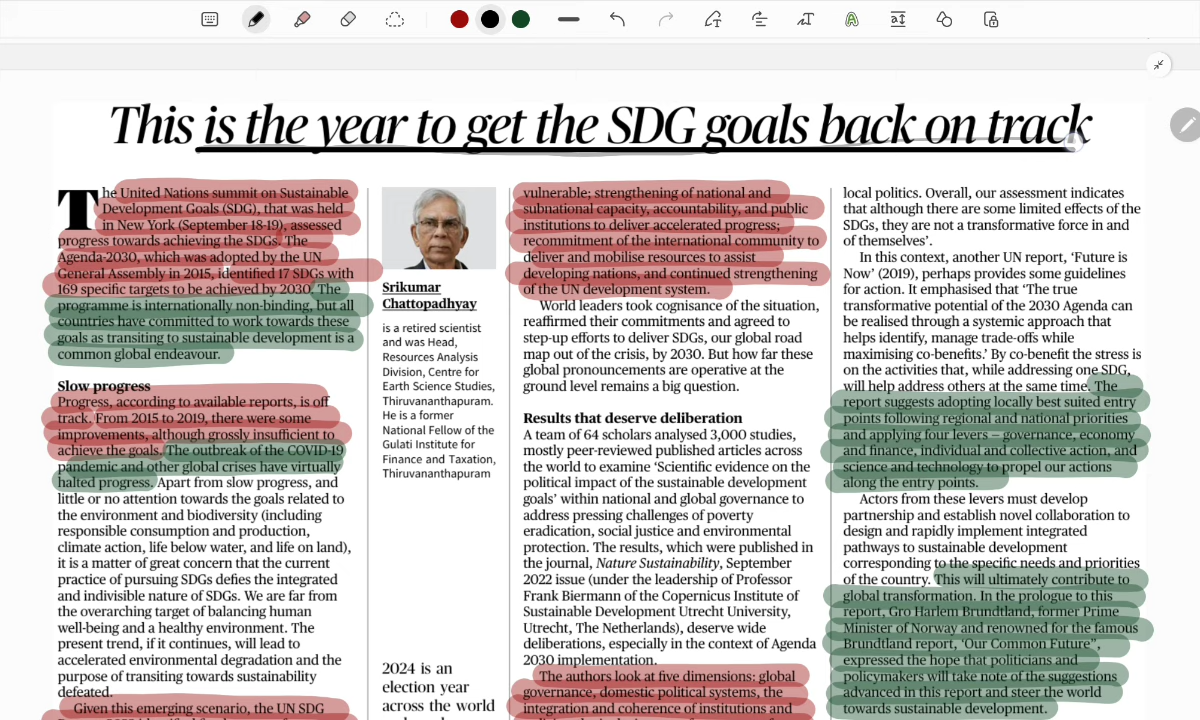 This is the year to get the SDG goals back on track
The United Nations summit on Sustainable
Development Goals (SDG), that was held
in New York (September 18-19), assessed
progress towards achieving the SDGs. The
Agenda-2030, which was adopted by the UN
General Assembly in 2015, identified 17 SDGs with
169 specific targets to be achieved by 2030. The
programme is internationally non-binding, but all
countries have committed to work towards these
goals as transiting to sustainable development is a
common global endeavour.
Slow progress
Progress, according to available reports, is off
track. From 2015 to 2019, there were some
improvements, although grossly insufficient to
achieve the goals. The outbreak of the COVID-19
pandemic and other global crises have virtually
halted progress. Apart from slow progress, and
little or no attention towards the goals related to
the environment and biodiversity (including
responsible consumption and production,
climate action, life below water, and life on land),
it is a matter of great concern that the current
practice of pursuing SDGs defies the integrated
and indivisible nature of SDGs. We are far from
the overarching target of balancing human
well-being and a healthy environment. The
present trend, if it continues, will lead to
accelerated environmental degradation and the
purpose of transiting towards sustainability
defeated.
Given this emerging scenario, the UN SDG
Srikumar
Chattopadhyay
is a retired scientist
and was Head,
Resources Analysis
Division, Centre for
Earth Science Studies,
Thiruvananthapuram.
He is a former
National Fellow of the
Gulati Institute for
Finance and Taxation,
Thiruvananthapuram
2024 is an
election year
across the world
vulnerable; strengthening of national and
subnational capacity, accountability, and public
institutions to deliver accelerated progress;
recommitment of the international community to
deliver and mobilise resources to assist
developing nations, and continued strengthening
of the UN development system.
World leaders took cognisance of the situation,
reaffirmed their commitments and agreed to
step-up efforts to deliver SDGs, our global road
map out of the crisis, by 2030. But how far these
global pronouncements are operative at the
ground level remains a big question.
Results that deserve deliberation
A team of 64 scholars analysed 3,000 studies,
mostly peer-reviewed published articles across
the world to examine ‘Scientific evidence on the
political impact of the sustainable development
goals’ within national and global governance to
address pressing challenges of poverty
eradication, social justice and environmental
protection. The results, which were published in
the journal, Nature Sustainability, September
2022 issue (under the leadership of Professor
Frank Biermann of the Copernicus Institute of
Sustainable Development Utrecht University,
Utrecht, The Netherlands), deserve wide
deliberations, especially in the context of Agenda
2030 implementation.
The authors look at five dimensions: global
governance, domestic political systems, the
integration and coherence of institutions and
local politics. Overall, our assessment indicates
that although there are some limited effects of the
SDGs, they are not a transformative force in and
of themselves’.
In this context, another UN report, ‘Future is
Now’ (2019), perhaps provides some guidelines
for action. It emphasised that ‘The true
transformative potential of the 2030 Agenda can
be realised through a systemic approach that
helps identify, manage trade-offs while
maximising co-benefits.’ By co-benefit the stress is
on the activities that, while addressing one SDG,
will help address others at the same time. The
report suggests adopting locally best suited entry
points following regional and national priorities
and applying four levers — governance, economy
and finance, individual and collective action, and
science and technology to propel our actions
along the entry points.
Actors from these levers must develop
partnership and establish novel collaboration to
design and rapidly implement integrated
pathways to sustainable development
corresponding to the specific needs and priorities
of the country. This will ultimately contribute to
global transformation. In the prologue to this
report, Gro Harlem Brundtland, former Prime
Minister of Norway and renowned for the famous
Brundtland report, “Our Common Future”,
expressed the hope that politicians and
policymakers will take note of the suggestions
advanced in this report and steer the world
towards sustainable development.